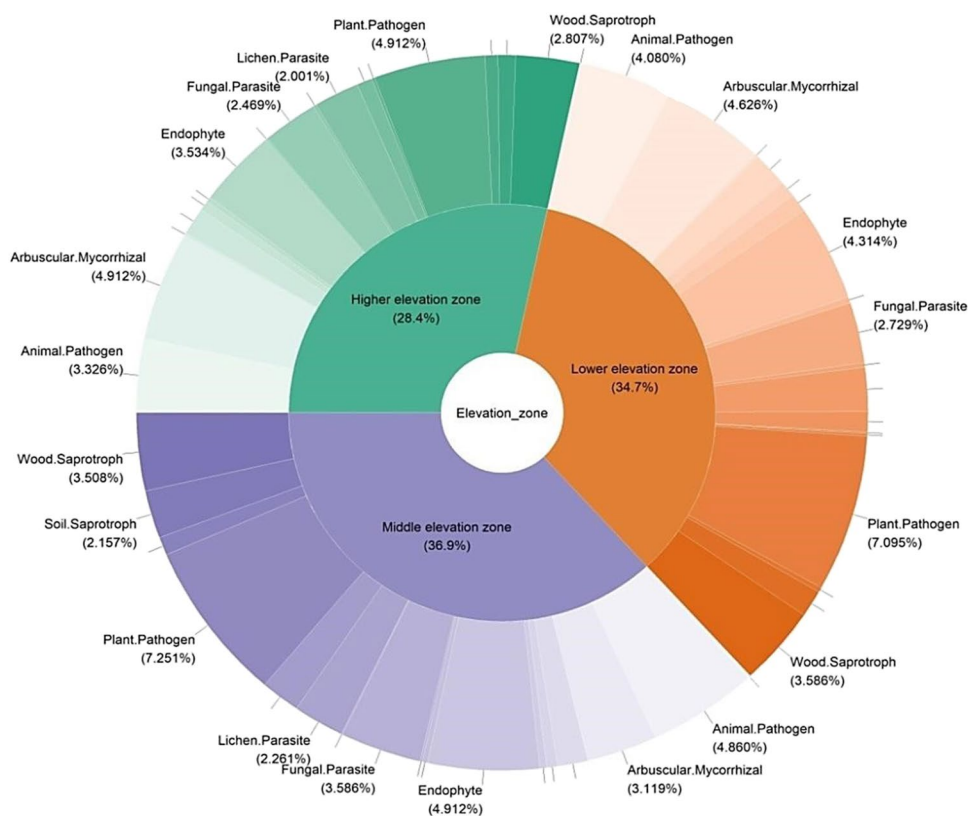 Plant.Pathogen
(4.912%)
Wood.Saprotroph
(2.807%)
Animal.Pathogen
(4.080%)
Arbuscular.Mycorrhizal
(4.626%)
Endophyte
(4.314%)
Fungal.Parasite
(2.729%)
Plant.Pathogen
(7.095%)
Wood.Saprotroph
(3.586%)
Animal.Pathogen
(4.860%)
Arbuscular.Mycorrhizal
(3.119%)
Endophyte
(4.912%)
Fungal.Parasite
(3.586%)
Lichen.Parasite
(2.261%)
Plant.Pathogen
(7.251%)
Soil.Saprotroph
(2.157%)
Wood.Saprotroph
(3.508%)
Animal.Pathogen
(3.326%)
Arbuscular.Mycorrhizal
(4.912%)
Endophyte
(3.534%)
Fungal.Parasite
(2.469%)
Lichen.Parasite
(2.001%)
Higher elevation zone
(28.4%)
Lower elevation zone
(34.7%)
Elevation_zone
Middle elevation zone
(36.9%)